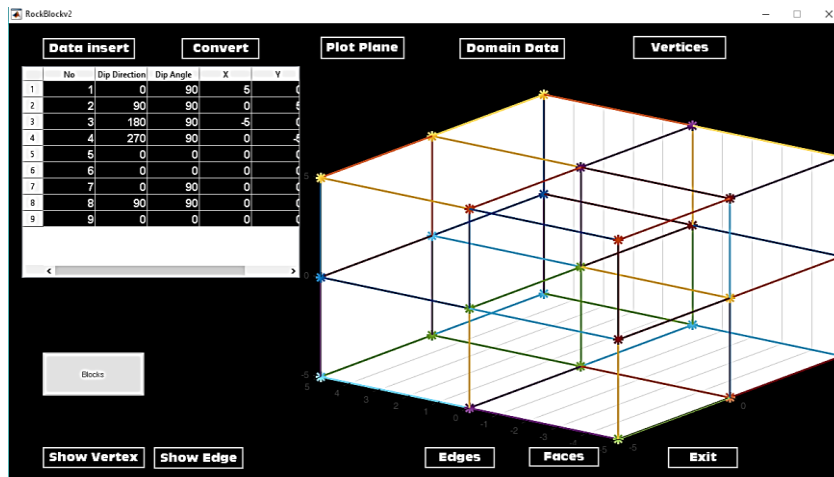 RockBlockv2
Data insert Convert Plot Plane Domain Data Vertices
No Dip Direction Dip Angle X Y
1 1 0 90 5 0
2 2 90 90 0 5
3 3 180 90 -5 0
4 4 270 90 0 -5
5 5 0 0 0 0
6 6 0 0 0 0
7 7 0 90 0 0
8 8 90 90 0 0
9 9 0 0 0 0
5
0
-5
5 4 3 2 1 0 -1 -2 -3 -4 -5
0
Blocks
Show Vertex Show Edge Edges Faces Exit